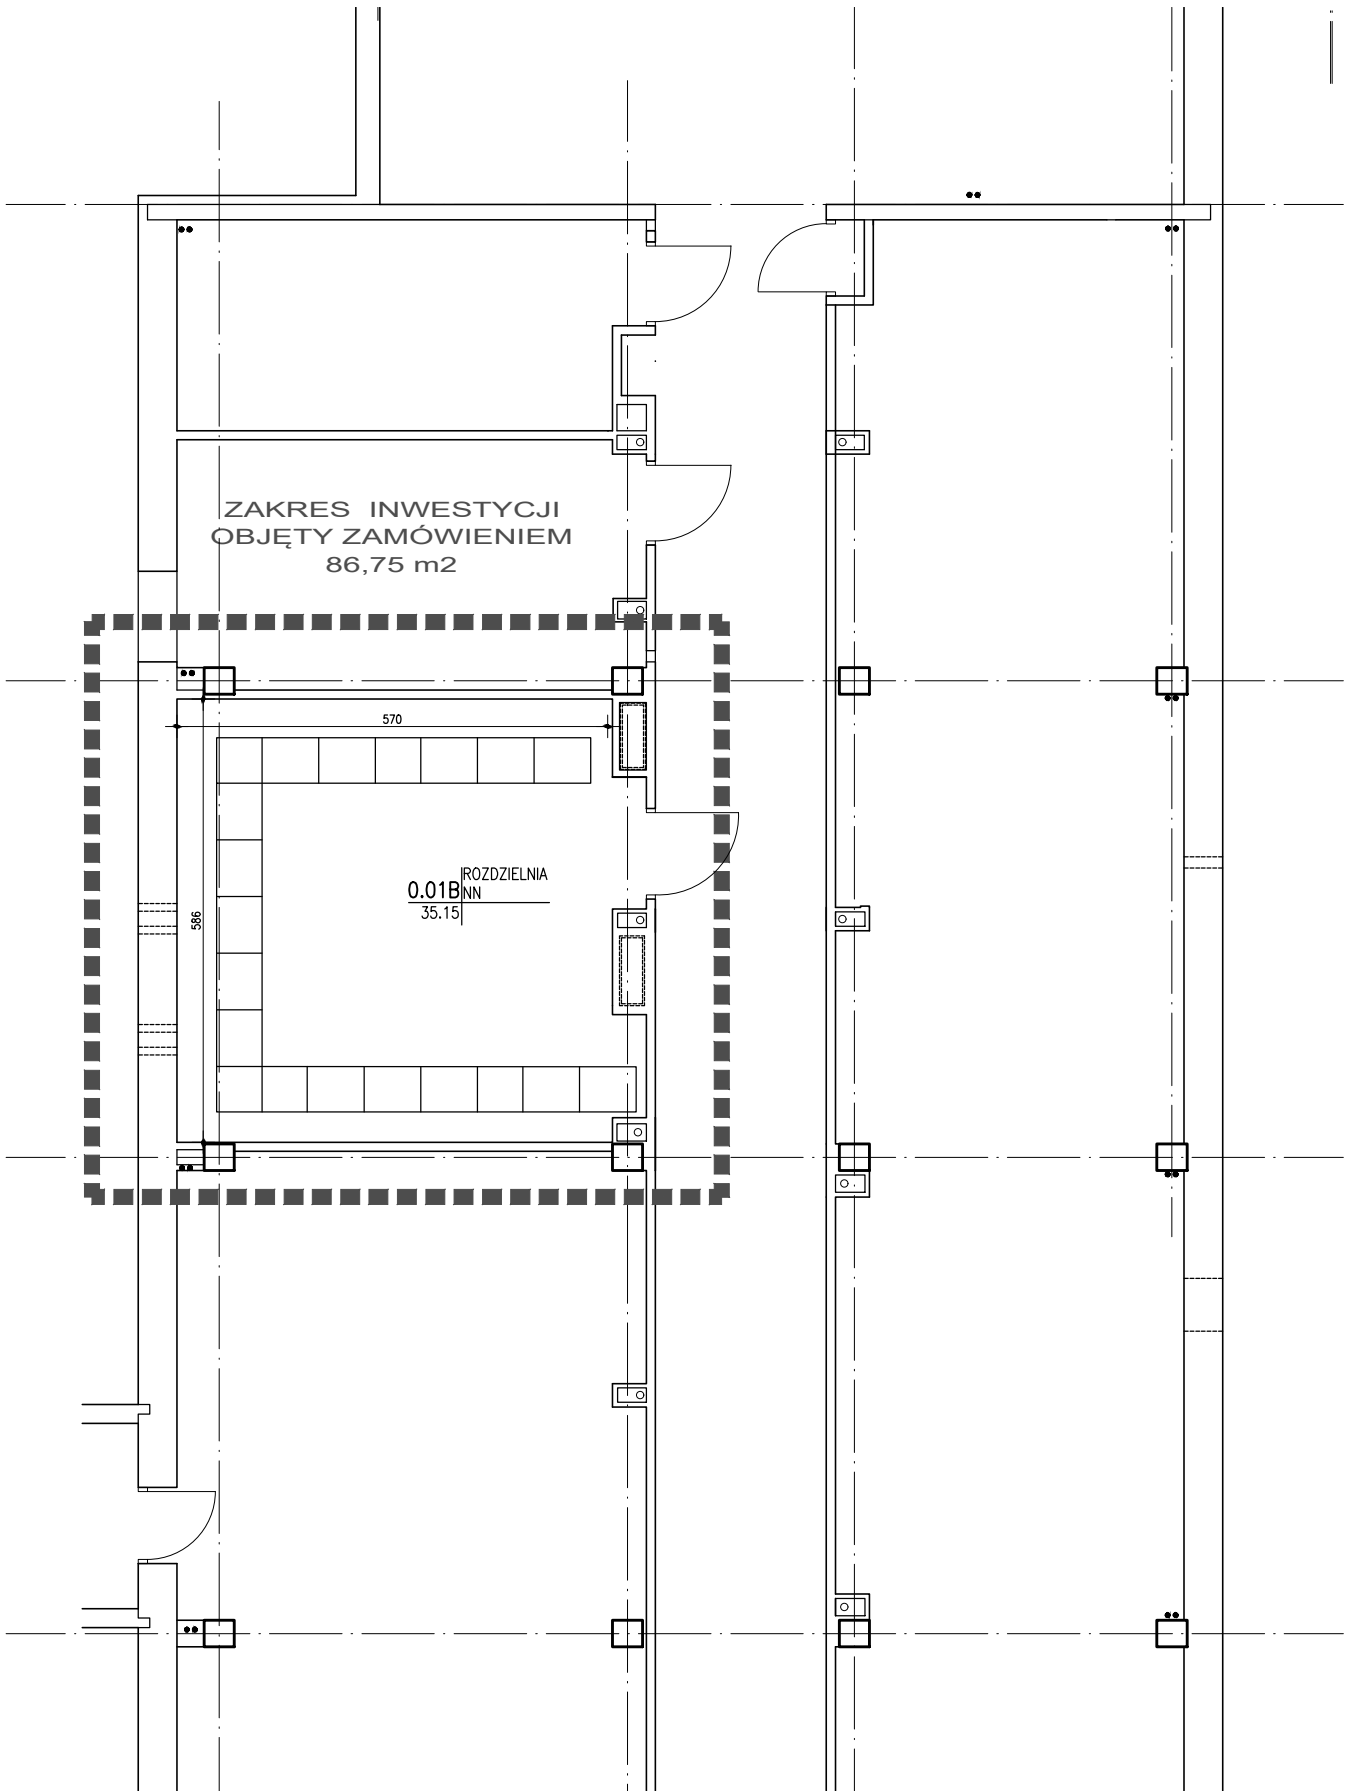 ZAKRES INWESTYCJI
OBJĘTY ZAMÓWIENIEM
86,75 m2
570
586
0.01B
ROZDZIELNIA
NN
35.15